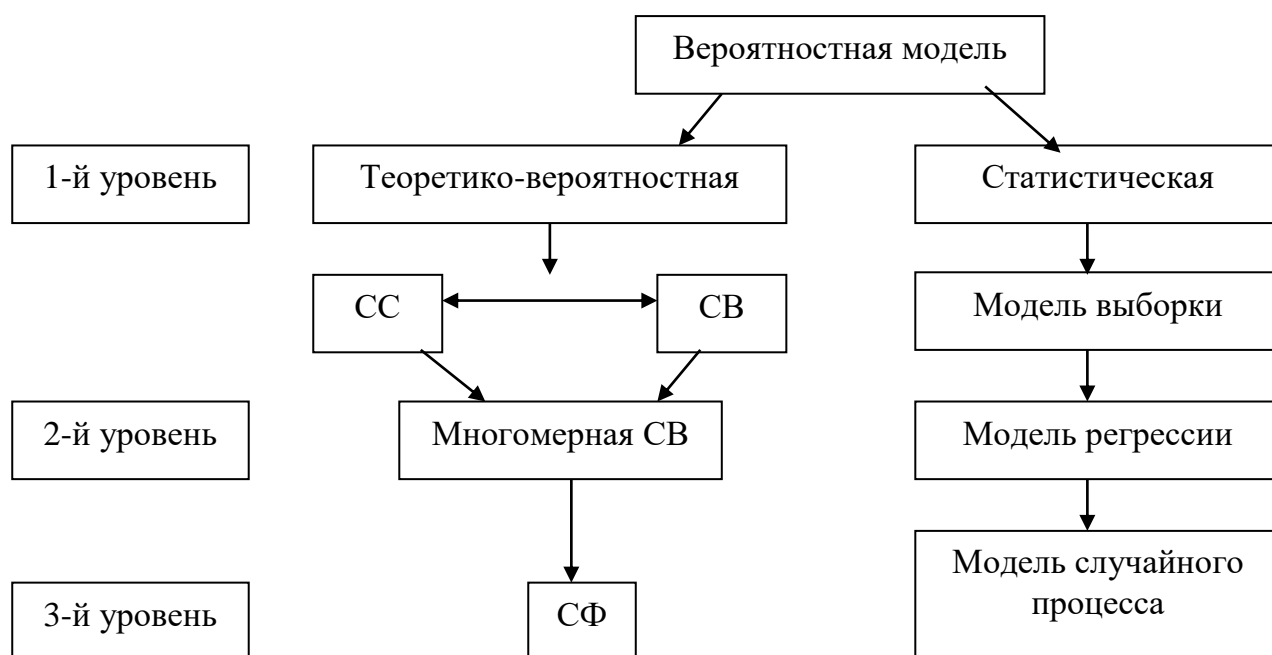 Вероятностная модель
1-й уровень
Теоретико-вероятностная
Статистическая
СС
СВ
Модель выборки
2-й уровень
Многомерная СВ
Модель регрессии
3-й уровень
СФ
Модель случайного
процесса